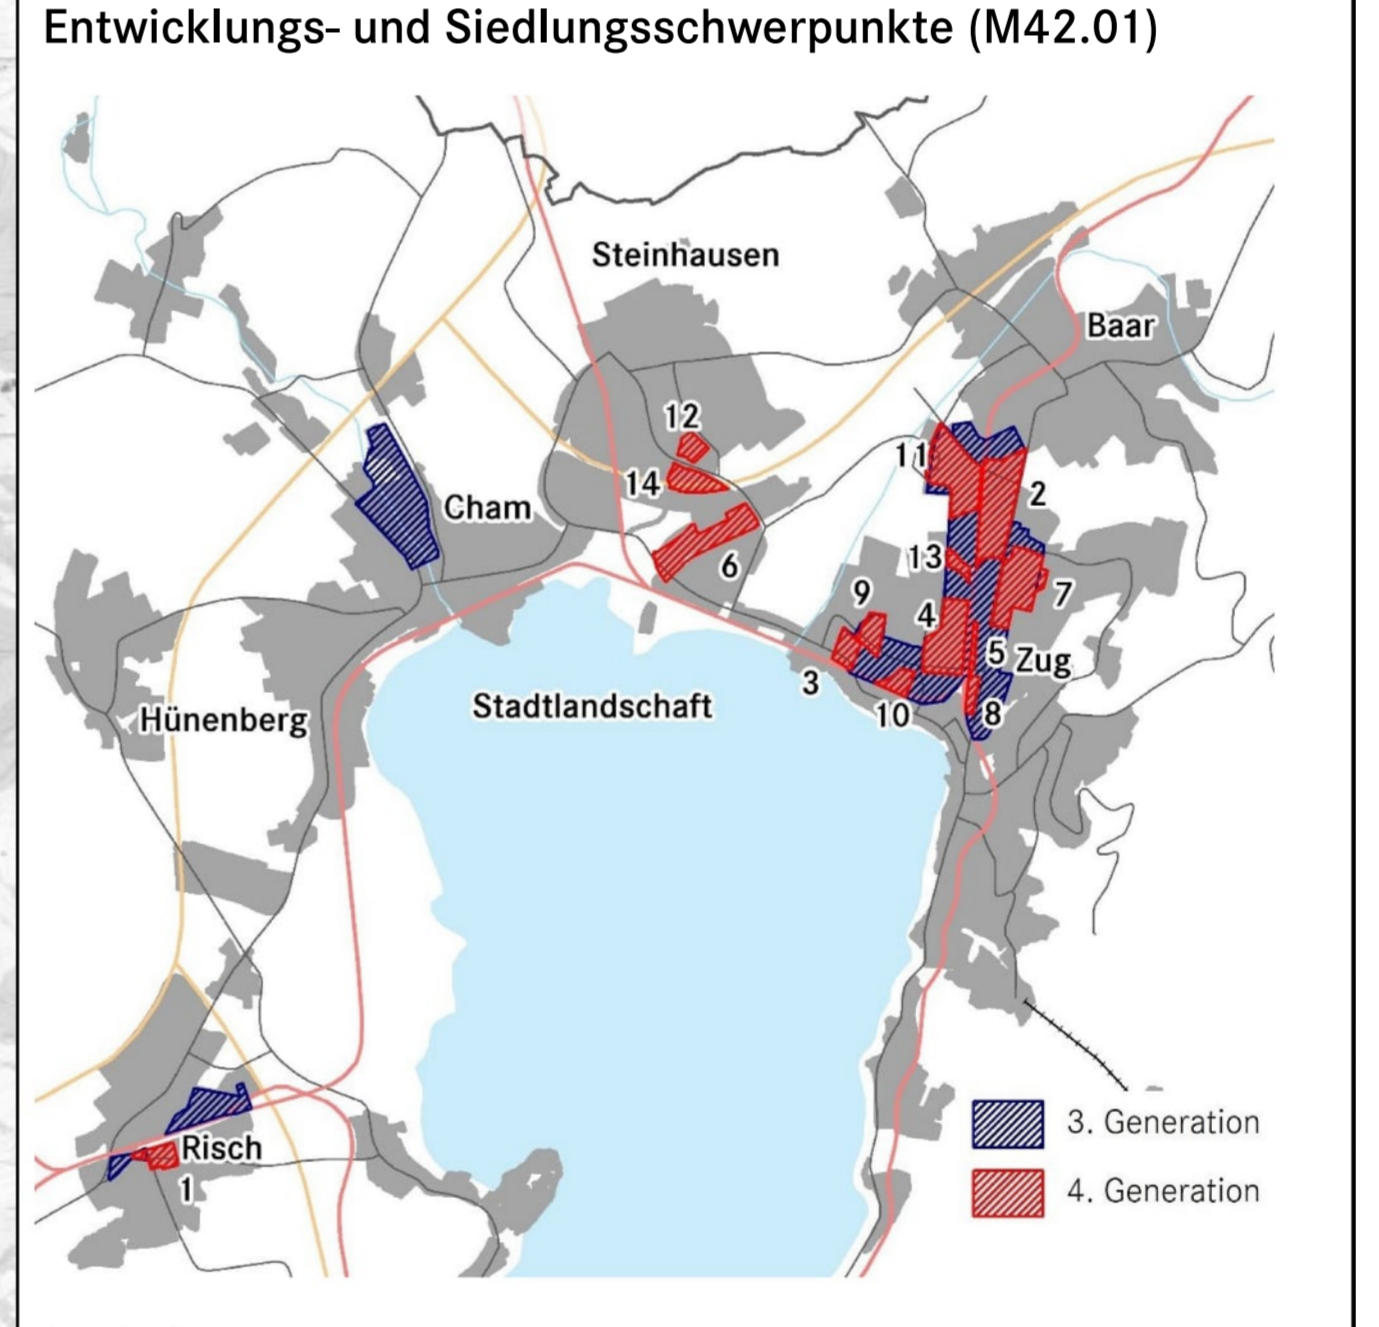 Entwicklungs- und Siedlungsschwerpunkte (M42.01)
Steinhausen
Baar
12
11
14
2
Cham
13
6
9
7
4
5 Zug
3
Stadtlandschaft
10
8
Hünenberg
3. Generation
Risch
1
4. Generation